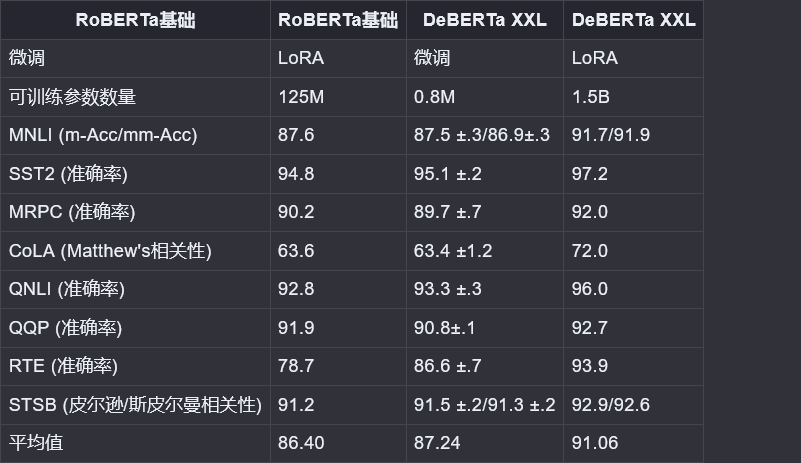 RoBERTa基础 RoBERTa基础 DeBERTa XXL DeBERTa XXL
微调 LoRA 微调 LoRA
可训练参数数量 125M 0.8M 1.5B
MNLI (m-Acc/mm-Acc) 87.6 87.5 ±.3/86.9±.3 91.7/91.9
SST2 (准确率) 94.8 95.1 ±.2 97.2
MRPC (准确率) 90.2 89.7 ±.7 92.0
CoLA (Matthew's相关性) 63.6 63.4 ±1.2 72.0
QNLI (准确率) 92.8 93.3 ±.3 96.0
QQP (准确率) 91.9 90.8±.1 92.7
RTE (准确率) 78.7 86.6 ±.7 93.9
STSB (皮尔逊/斯皮尔曼相关性) 91.2 91.5 ±.2/91.3 ±.2 92.9/92.6
平均值 86.40 87.24 91.06